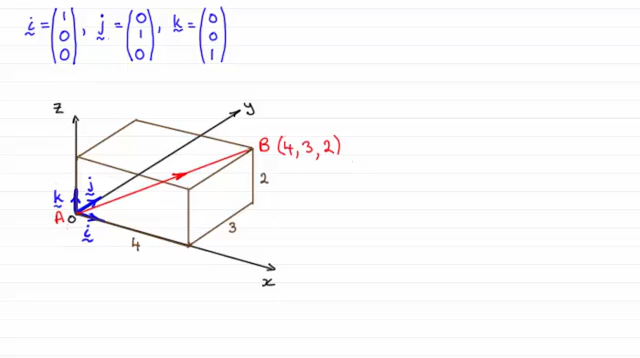 i = (1 0 0), j = (0 1 0), k = (0 0 1)
z
y
B (4, 3, 2)
2
k
j
A
O
i
4
3
x